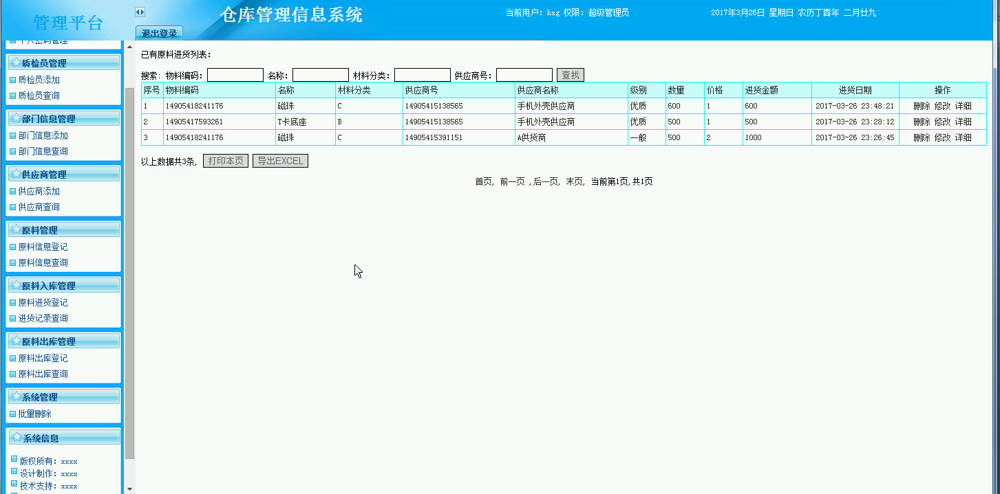 管理平台
仓库管理信息系统
当前用户：hsg 权限：超级管理员
2017年3月26日 星期日 农历丁酉年 二月廿九
退出登录
个人密码管理
质检员管理
质检员添加
质检员查询
部门信息管理
部门信息添加
部门信息查询
供应商管理
供应商添加
供应商查询
原料管理
原料信息登记
原料信息查询
原料入库管理
原料进货登记
进货记录查询
原料出库管理
原料出库登记
原料出库查询
系统管理
批量删除
系统信息
版权所有：xxxx
设计制作：xxxx
技术支持：xxxx
已有原料进货列表：
搜索：物料编码： 名称： 材料分类： 供应商号： 查找
序号 物料编码 名称 材料分类 供应商号 供应商名称 级别 数量 价格 进货金额 进货日期 操作
1 14905418241176 磁珠 C 14905415138565 手机外壳供应商 优质 600 1 600 2017-03-26 23:48:21 删除 修改 详细
2 14905417593261 T卡底座 B 14905415138565 手机外壳供应商 优质 500 1 500 2017-03-26 23:28:12 删除 修改 详细
3 14905418241176 磁珠 C 14905415391151 A供货商 一般 500 2 1000 2017-03-26 23:26:45 删除 修改 详细
以上数据共3条, 打印本页 导出EXCEL
首页, 前一页 ,后一页, 末页, 当前第1页,共1页